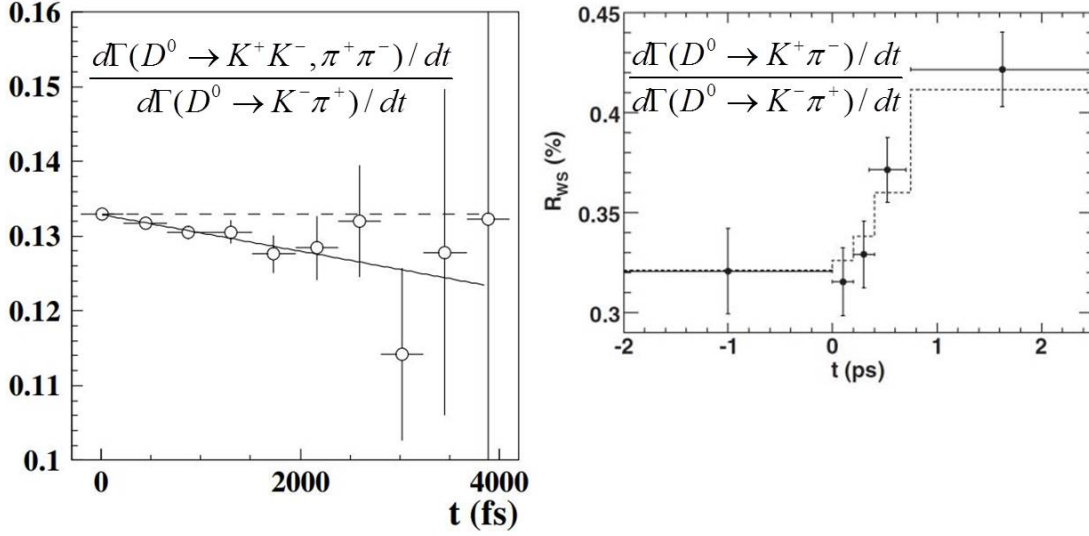 0.16
0.15
0.14
0.13
0.12
0.11
0.1
dΓ(D⁰ → K⁺K⁻, π⁺π⁻) / dt
dΓ(D⁰ → K⁻π⁺) / dt
0 2000 4000
t (fs)
0.45
0.4
0.35
0.3
R_WS (%)
dΓ(D⁰ → K⁺π⁻) / dt
dΓ(D⁰ → K⁻π⁺) / dt
-2 -1 0 1 2
t (ps)